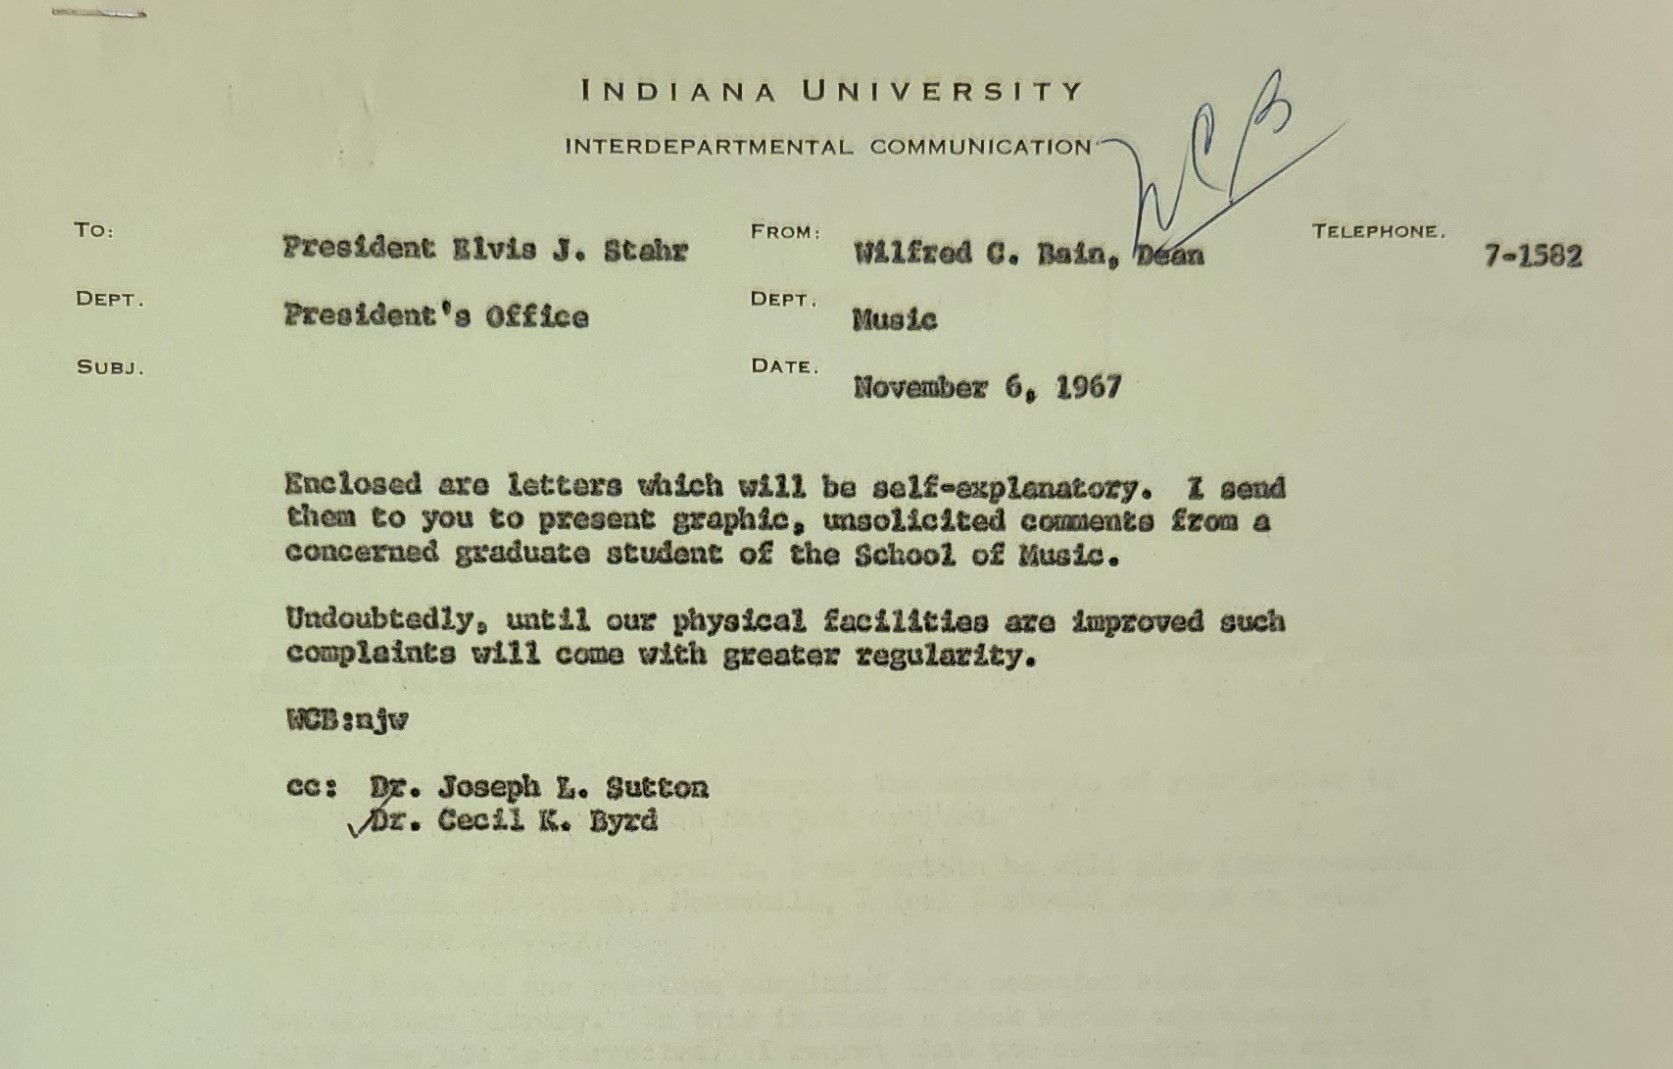 INDIANA UNIVERSITY
INTERDEPARTMENTAL COMMUNICATION
WCB
TO: President Elvis J. Stahr FROM: Wilfred C. Bain, Dean TELEPHONE. 7-1582
DEPT. President's Office DEPT. Music
SUBJ. DATE. November 6, 1967
Enclosed are letters which will be self-explanatory. I send
them to you to present graphic, unsolicited comments from a
concerned graduate student of the School of Music.
Undoubtedly, until our physical facilities are improved such
complaints will come with greater regularity.
WCB:njw
cc: Dr. Joseph L. Sutton
✓Dr. Cecil K. Byrd